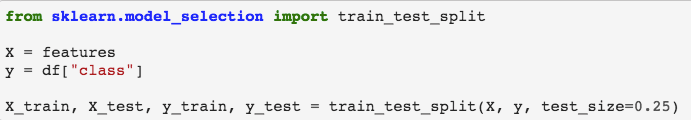 from sklearn.model_selection import train_test_split
X = features
y = df["class"]
X_train, X_test, y_train, y_test = train_test_split(X, y, test_size=0.25)